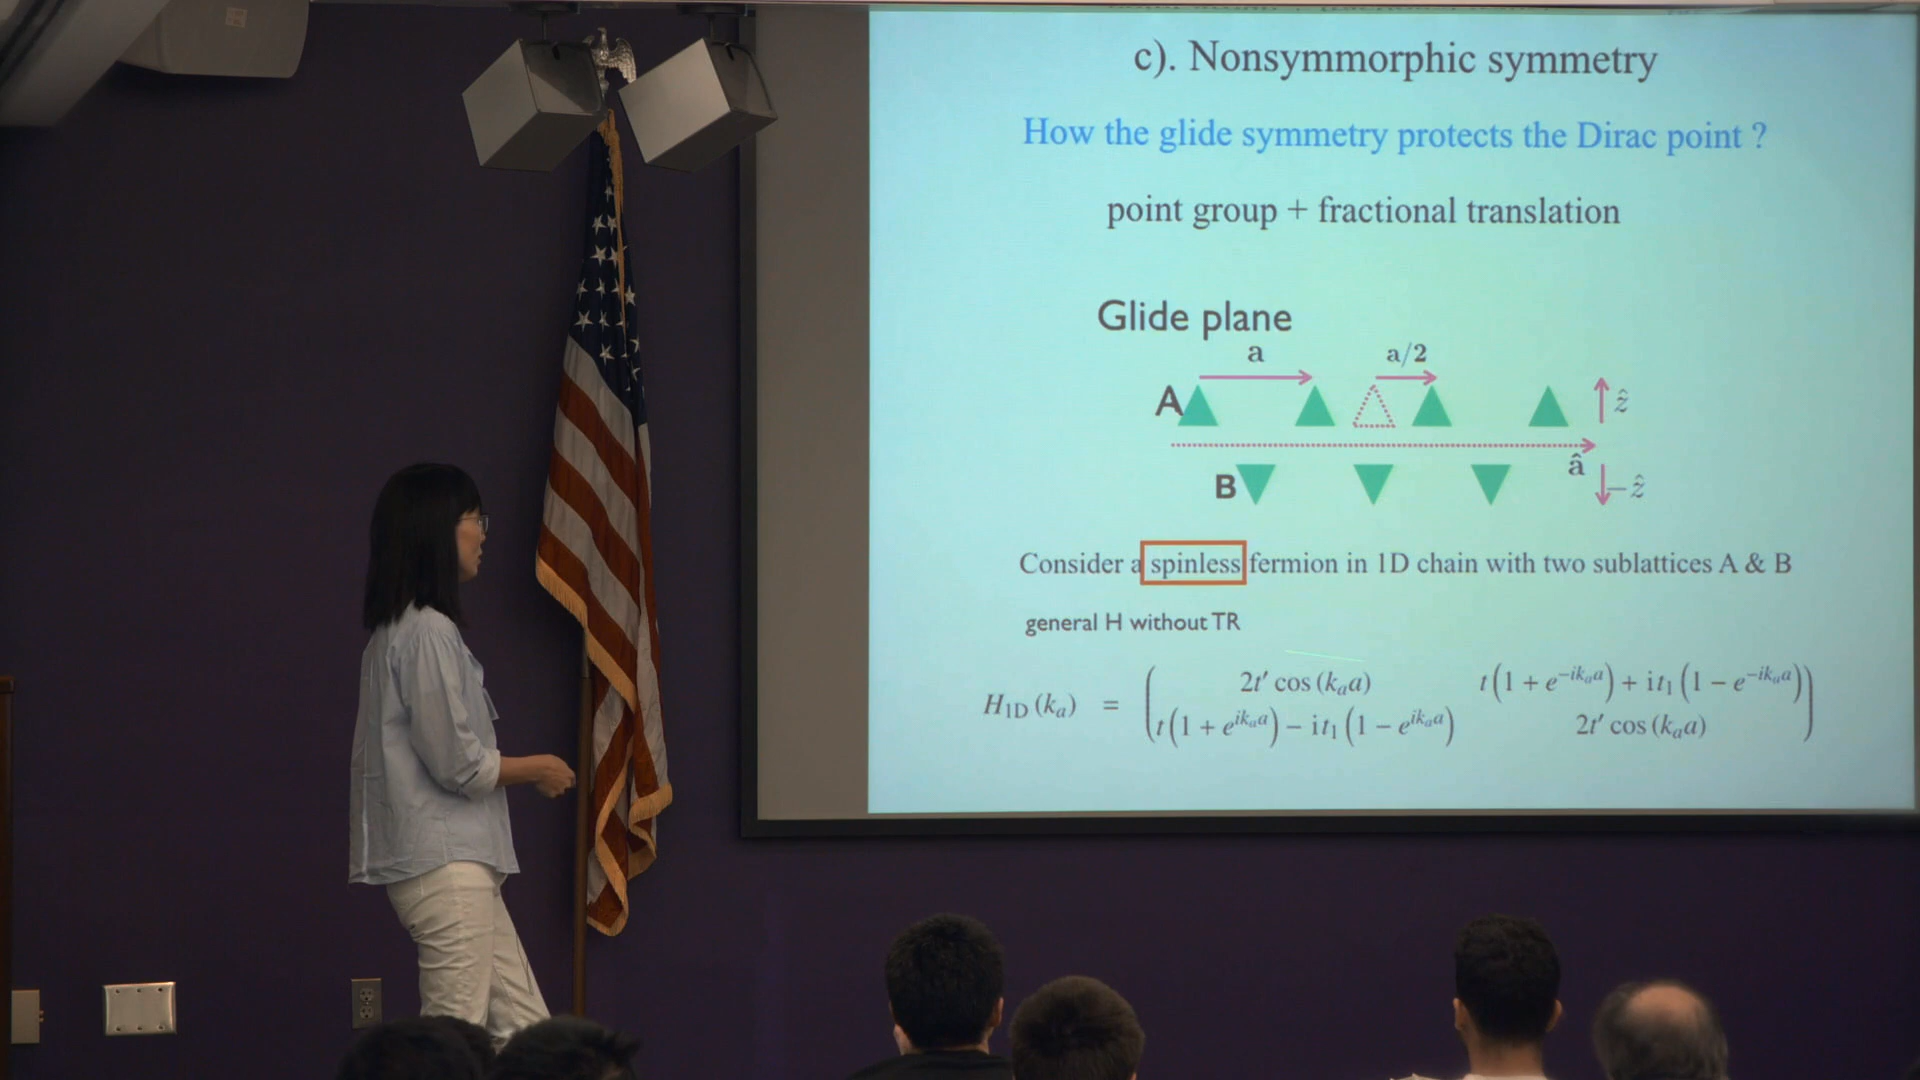 c). Nonsymmorphic symmetry
How the glide symmetry protects the Dirac point ?
point group + fractional translation
Glide plane
a a/2
A ẑ
â
B −ẑ
Consider a spinless fermion in 1D chain with two sublattices A & B
general H without TR
H₁D (kₐ) = ( 2t′ cos (kₐa) t(1 + e^{−ikₐa}) + it₁(1 − e^{−ikₐa})
t(1 + e^{ikₐa}) − it₁(1 − e^{ikₐa}) 2t′ cos (kₐa) )